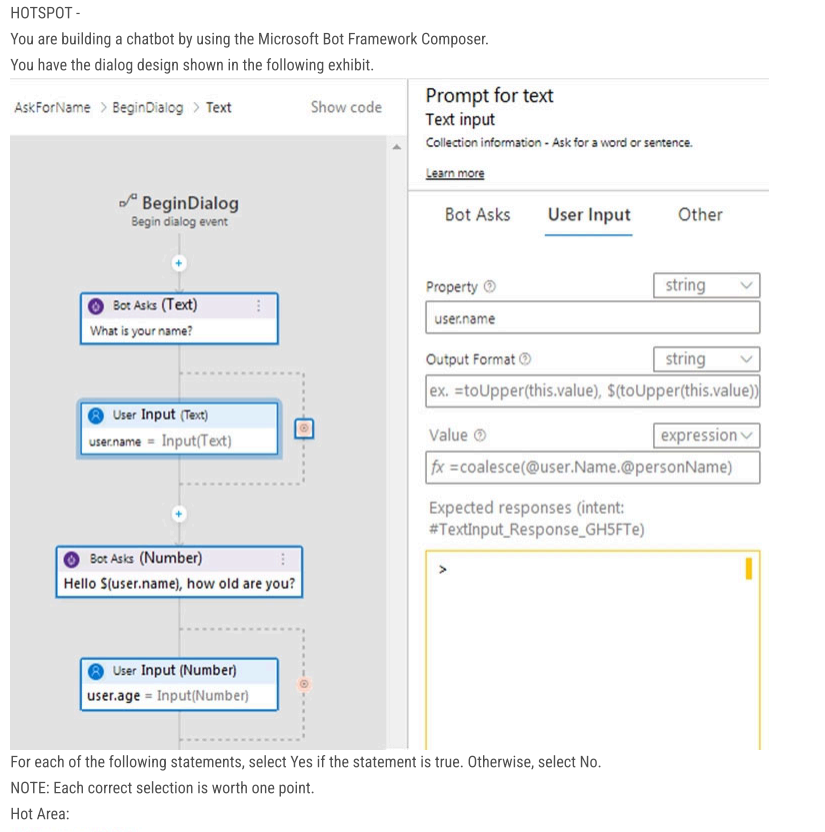 HOTSPOT -
You are building a chatbot by using the Microsoft Bot Framework Composer.
You have the dialog design shown in the following exhibit.
AskForName > BeginDialog > Text
Show code
BeginDialog
Begin dialog event
Bot Asks (Text)
What is your name?
User Input (Text)
user.name = Input(Text)
Bot Asks (Number)
Hello $(user.name), how old are you?
User Input (Number)
user.age = Input(Number)
Prompt for text
Text input
Collection information - Ask for a word or sentence.
Learn more
Bot Asks User Input Other
Property string
user.name
Output Format string
ex. =toUpper(this.value), $(toUpper(this.value))
Value expression
fx =coalesce(@user.Name.@personName)
Expected responses (intent:
#TextInput_Response_GH5FTe)
>
For each of the following statements, select Yes if the statement is true. Otherwise, select No.
NOTE: Each correct selection is worth one point.
Hot Area: